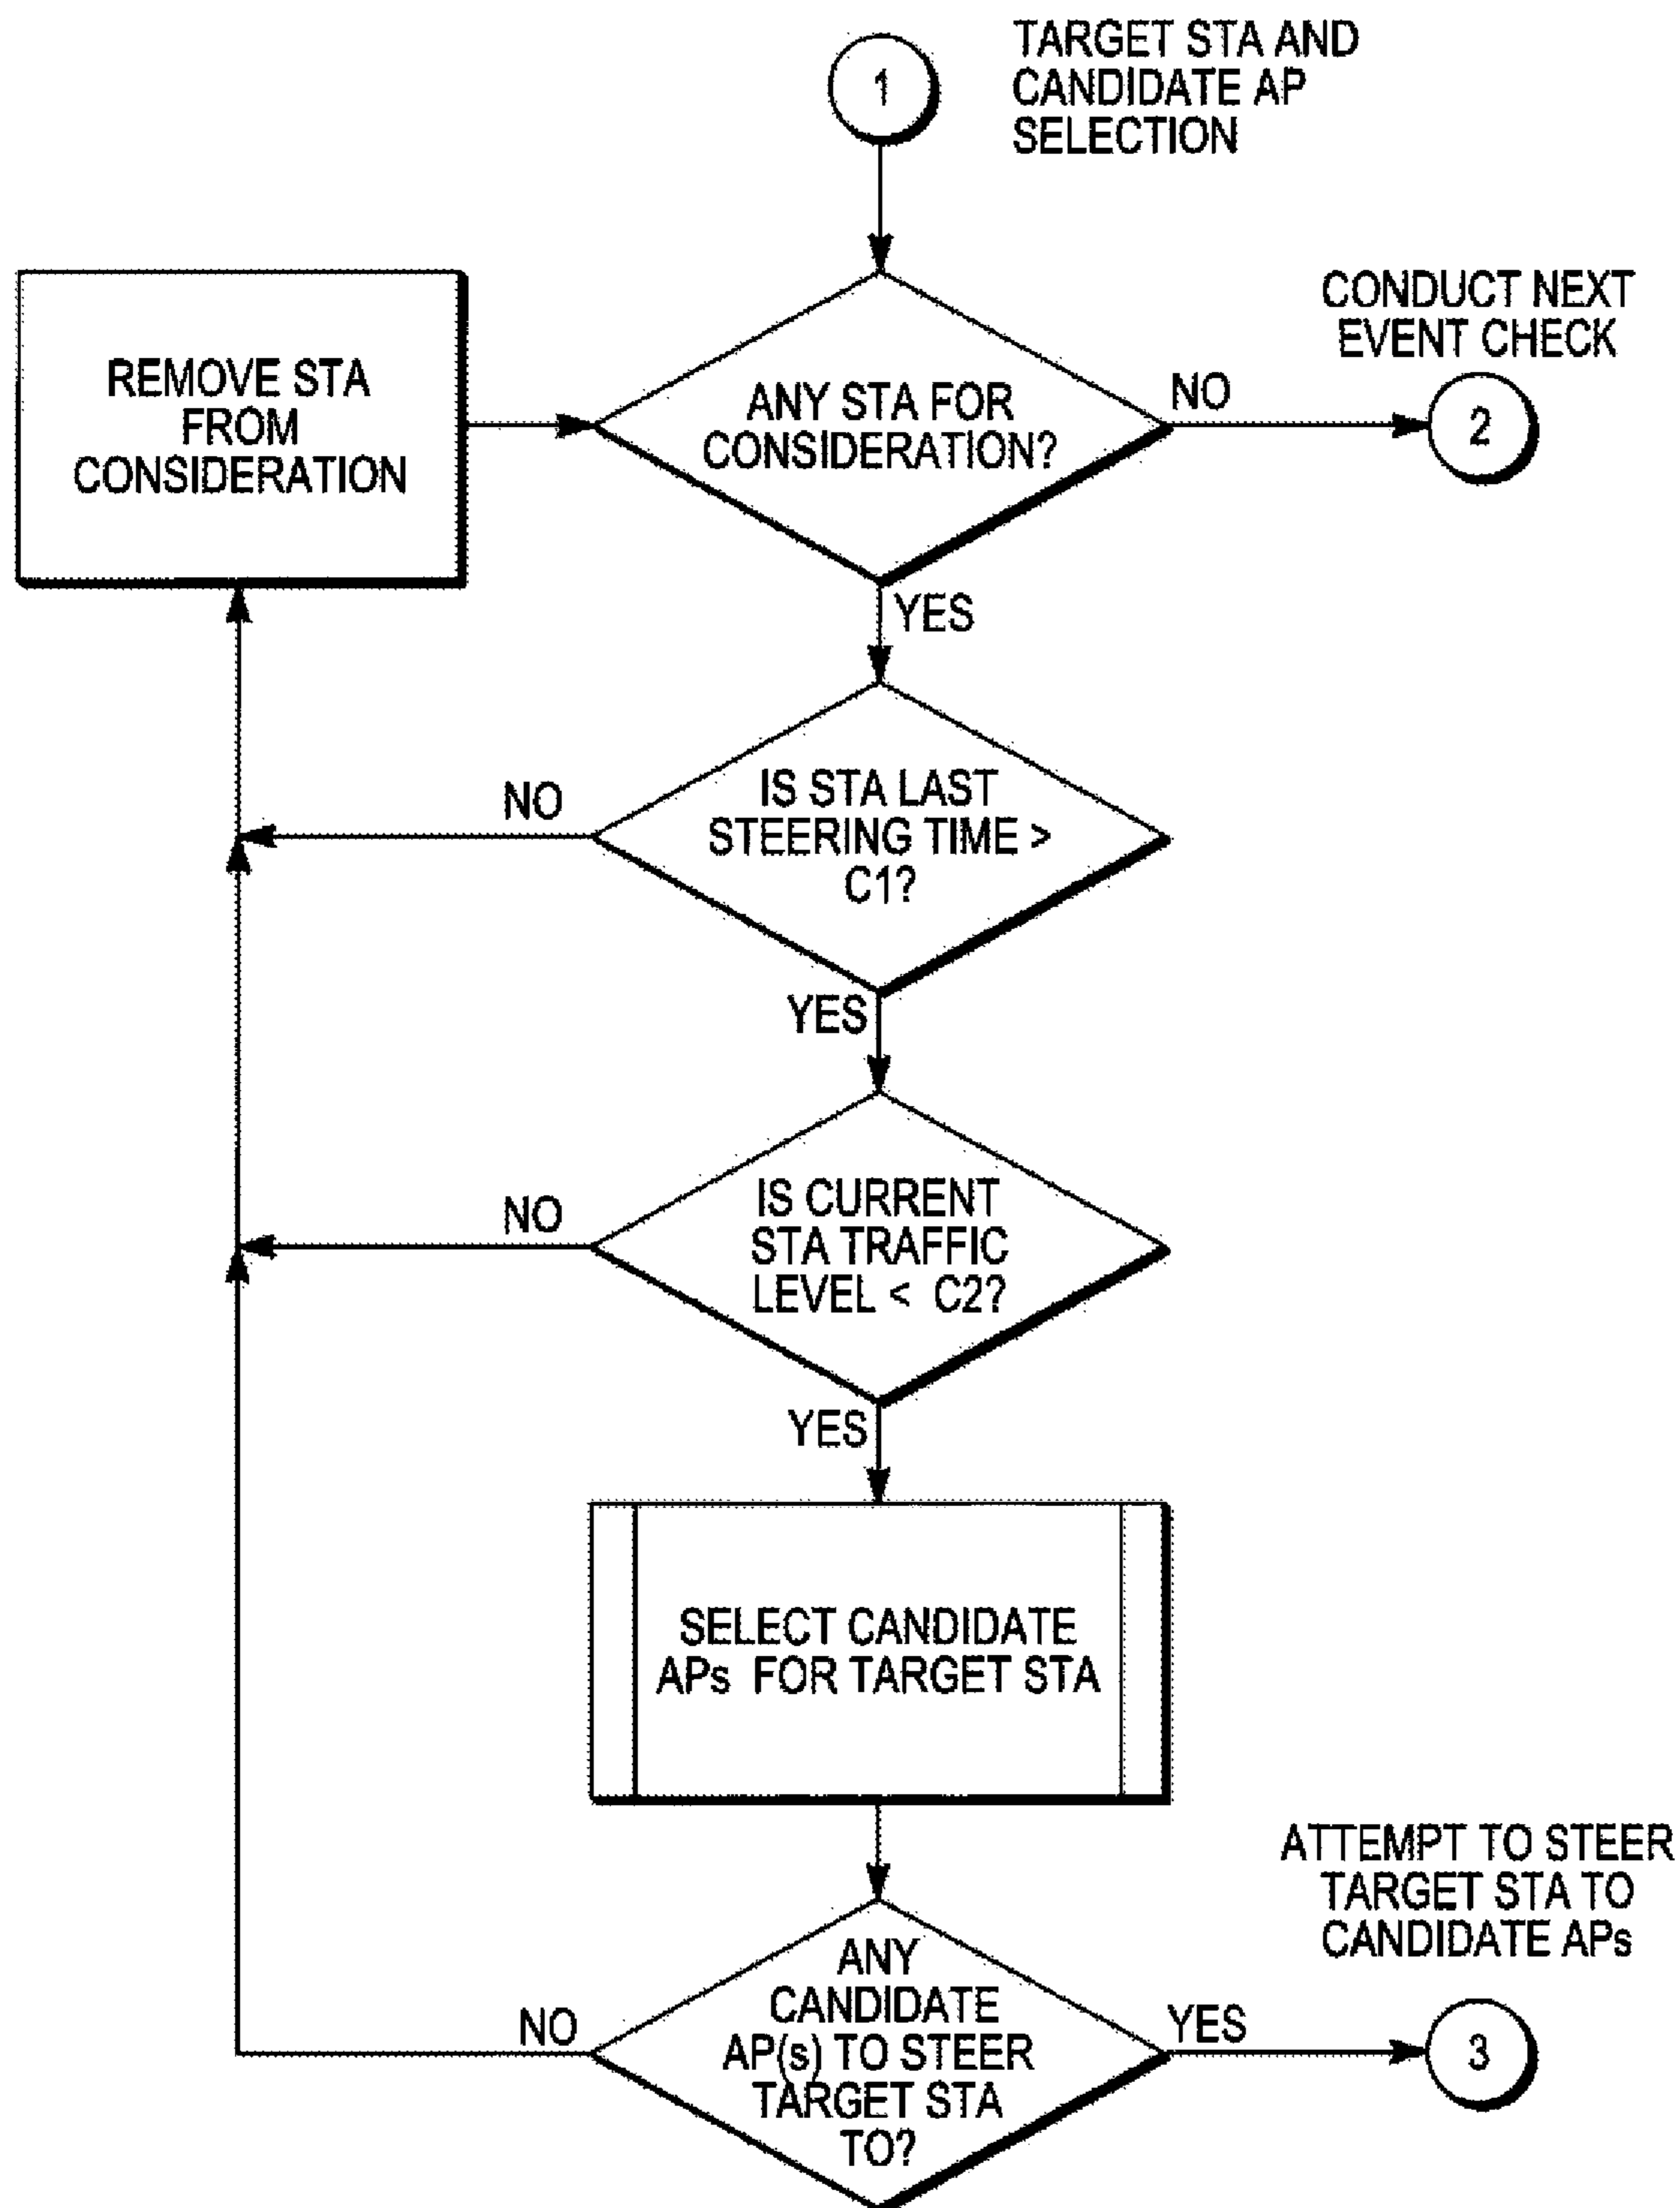 1
TARGET STA AND
CANDIDATE AP
SELECTION
REMOVE STA
FROM
CONSIDERATION
ANY STA FOR
CONSIDERATION?
NO
CONDUCT NEXT
EVENT CHECK
2
YES
IS STA LAST
STEERING TIME >
C1?
NO
YES
IS CURRENT
STA TRAFFIC
LEVEL < C2?
NO
YES
SELECT CANDIDATE
APs FOR TARGET STA
ANY
CANDIDATE
AP(s) TO STEER
TARGET STA
TO?
NO
YES
ATTEMPT TO STEER
TARGET STA TO
CANDIDATE APs
3